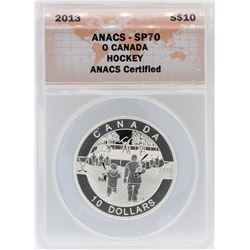 2013 S$10
ANACS - SP70
O CANADA
HOCKEY
ANACS Certified
CANADA
2013
10 DOLLARS